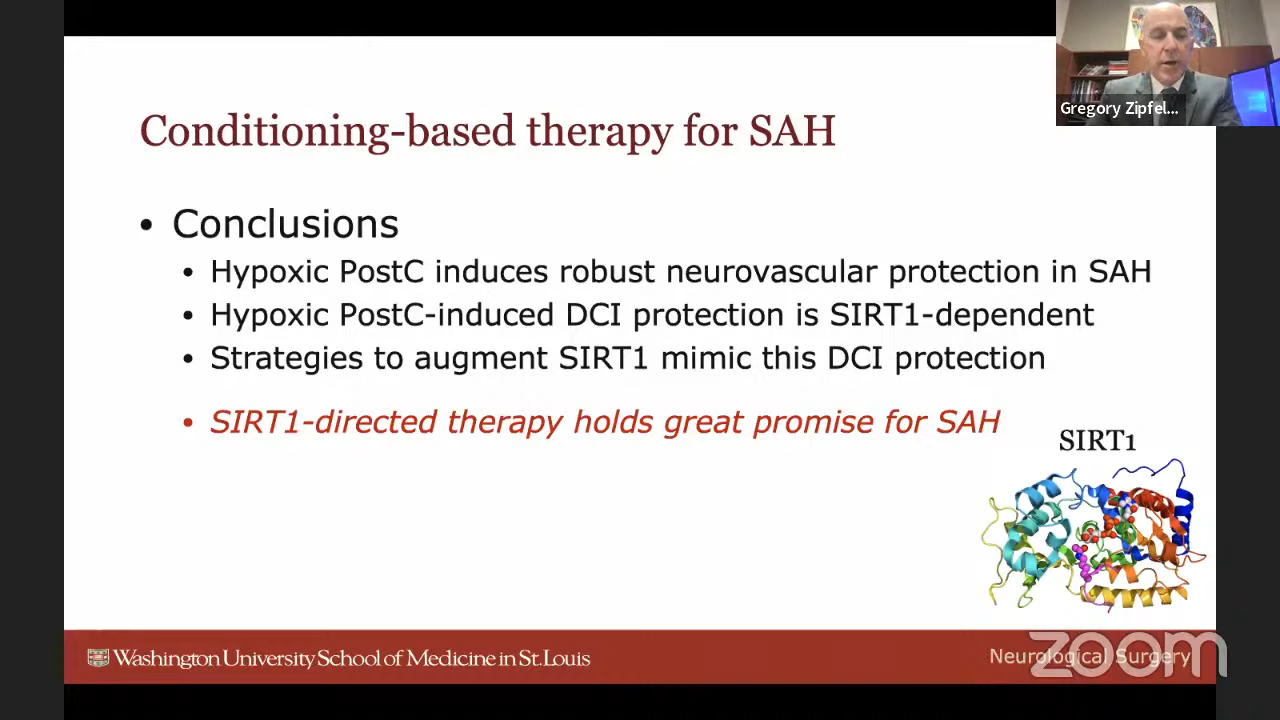 Gregory Zipfel...
Conditioning-based therapy for SAH
• Conclusions
• Hypoxic PostC induces robust neurovascular protection in SAH
• Hypoxic PostC-induced DCI protection is SIRT1-dependent
• Strategies to augment SIRT1 mimic this DCI protection
• SIRT1-directed therapy holds great promise for SAH
SIRT1
Washington University School of Medicine in St. Louis
Neurological Surgery
zoom